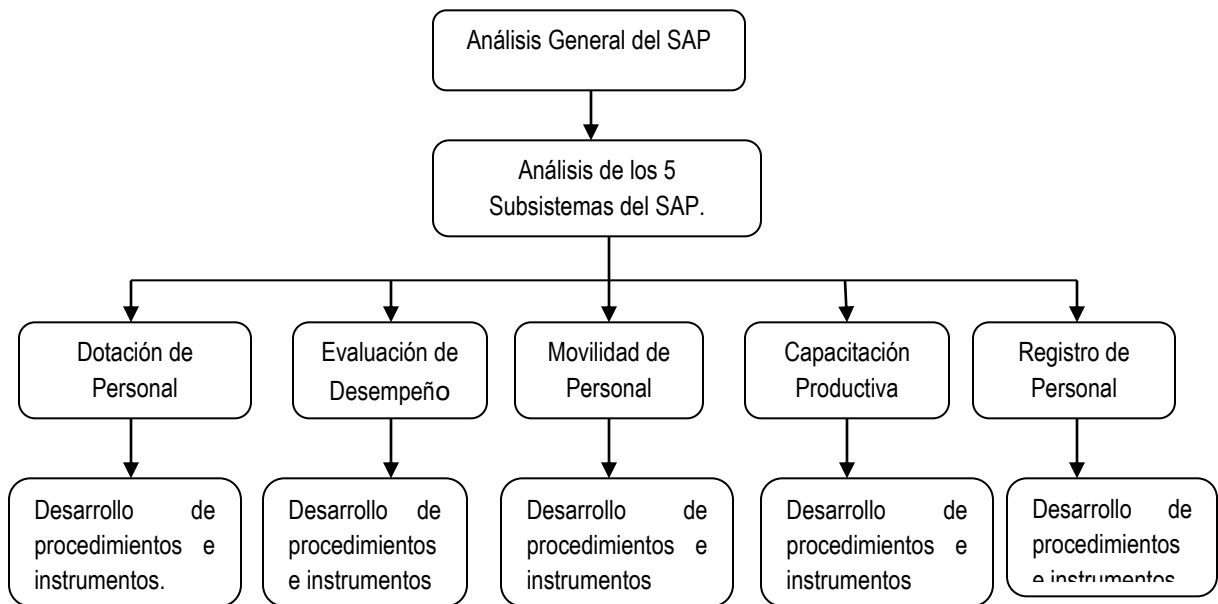 Análisis General del SAP
Análisis de los 5
Subsistemas del SAP.
Dotación de
Personal
Evaluación de
Desempeño
Movilidad de
Personal
Capacitación
Productiva
Registro de
Personal
Desarrollo de
procedimientos e
instrumentos.
Desarrollo de
procedimientos
e instrumentos
Desarrollo de
procedimientos e
instrumentos
Desarrollo de
procedimientos e
instrumentos
Desarrollo de
procedimientos
e instrumentos